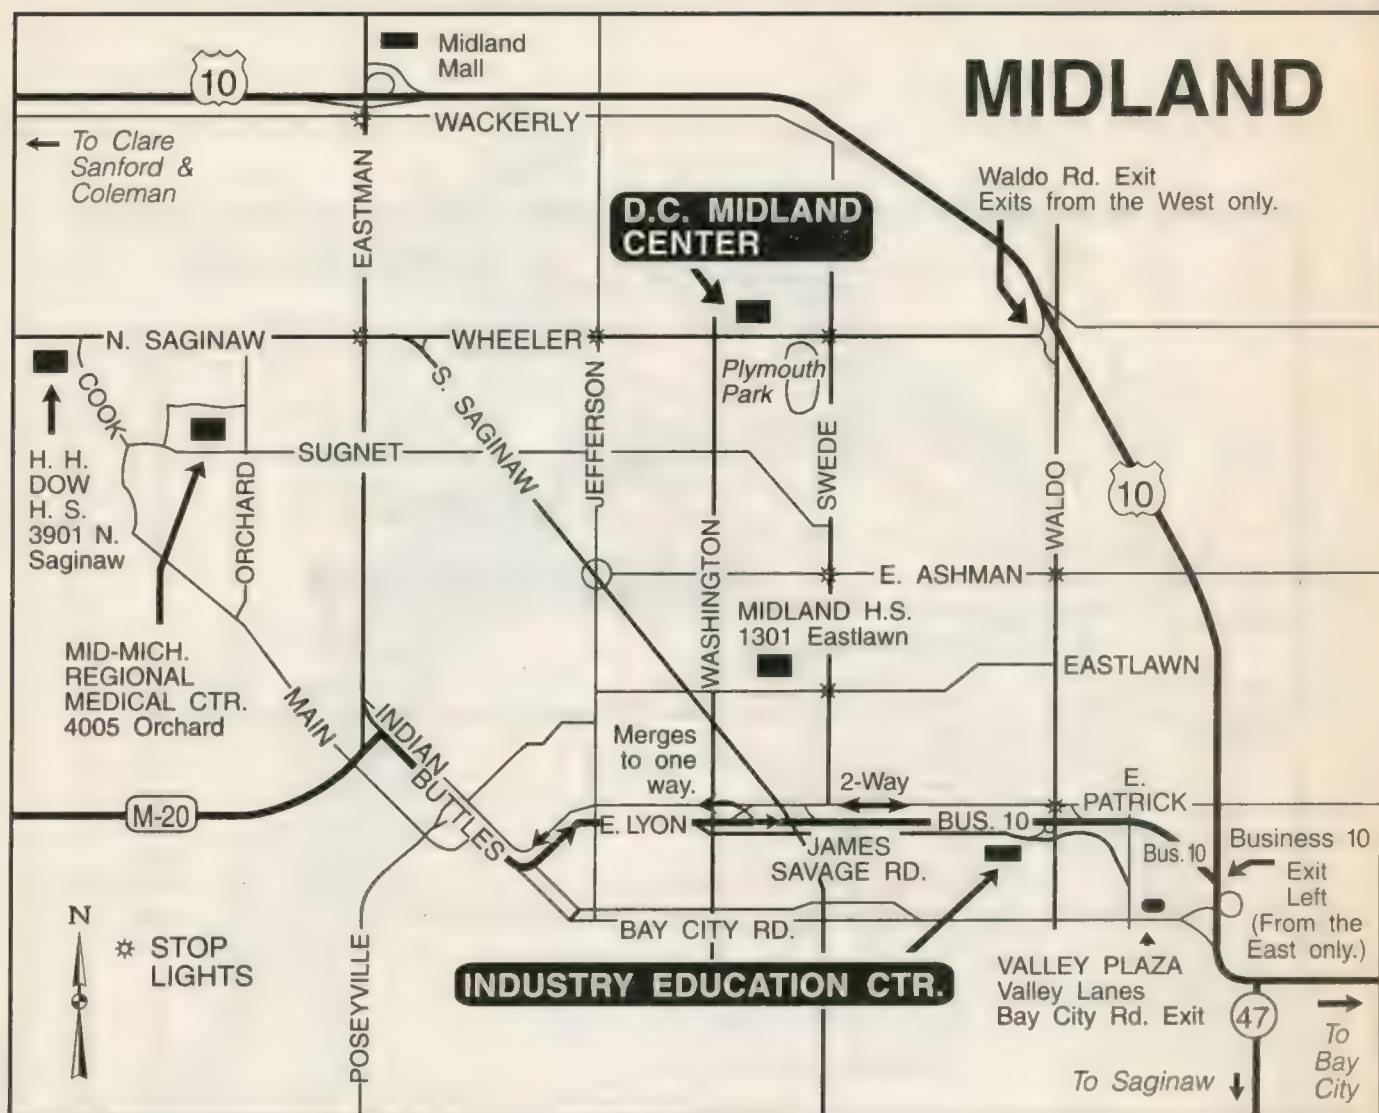 Midland
Mall
MIDLAND
10
WACKERLY
To Clare
Sanford &
Coleman
EASTMAN
Waldo Rd. Exit
Exits from the West only.
D.C. MIDLAND
CENTER
N. SAGINAW
WHEELER
COOK
S. SAGINAW
JEFFERSON
Plymouth
Park
SWEDE
SUGNET
H. H.
DOW
H. S.
3901 N.
Saginaw
ORCHARD
WALDO
10
WASHINGTON
E. ASHMAN
MIDLAND H.S.
1301 Eastlawn
MID-MICH.
REGIONAL
MEDICAL CTR.
4005 Orchard
EASTLAWN
MAIN
INDIAN
BUTTLES
Merges
to one
way.
2-Way
E.
PATRICK
M-20
E. LYON
BUS. 10
JAMES
SAVAGE RD.
Bus.10
Business 10
Exit
Left
(From the
East only.)
N
STOP
LIGHTS
BAY CITY RD.
POSEYVILLE
INDUSTRY EDUCATION CTR.
VALLEY PLAZA
Valley Lanes
Bay City Rd. Exit
47
To
Bay
City
To Saginaw